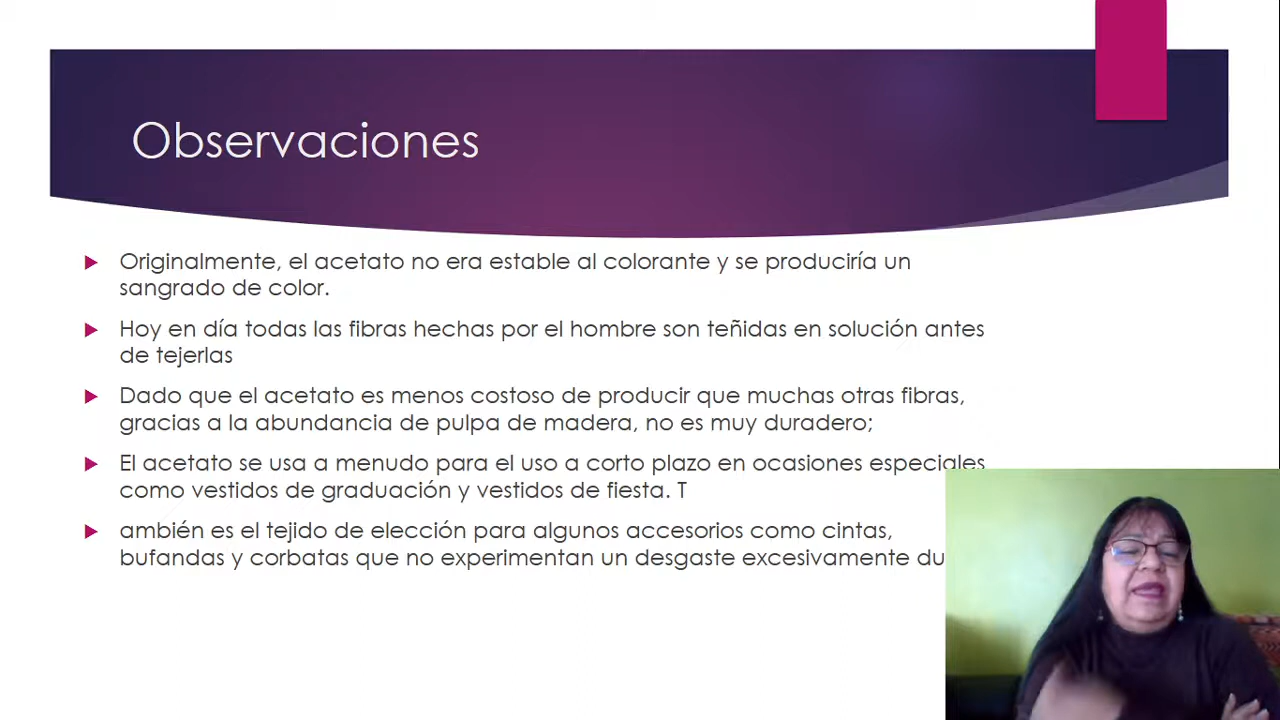 Observaciones
Originalmente, el acetato no era estable al colorante y se produciría un
sangrado de color.
Hoy en día todas las fibras hechas por el hombre son teñidas en solución antes
de tejerlas
Dado que el acetato es menos costoso de producir que muchas otras fibras,
gracias a la abundancia de pulpa de madera, no es muy duradero;
El acetato se usa a menudo para el uso a corto plazo en ocasiones especiales
como vestidos de graduación y vestidos de fiesta. T
ambién es el tejido de elección para algunos accesorios como cintas,
bufandas y corbatas que no experimentan un desgaste excesivamente